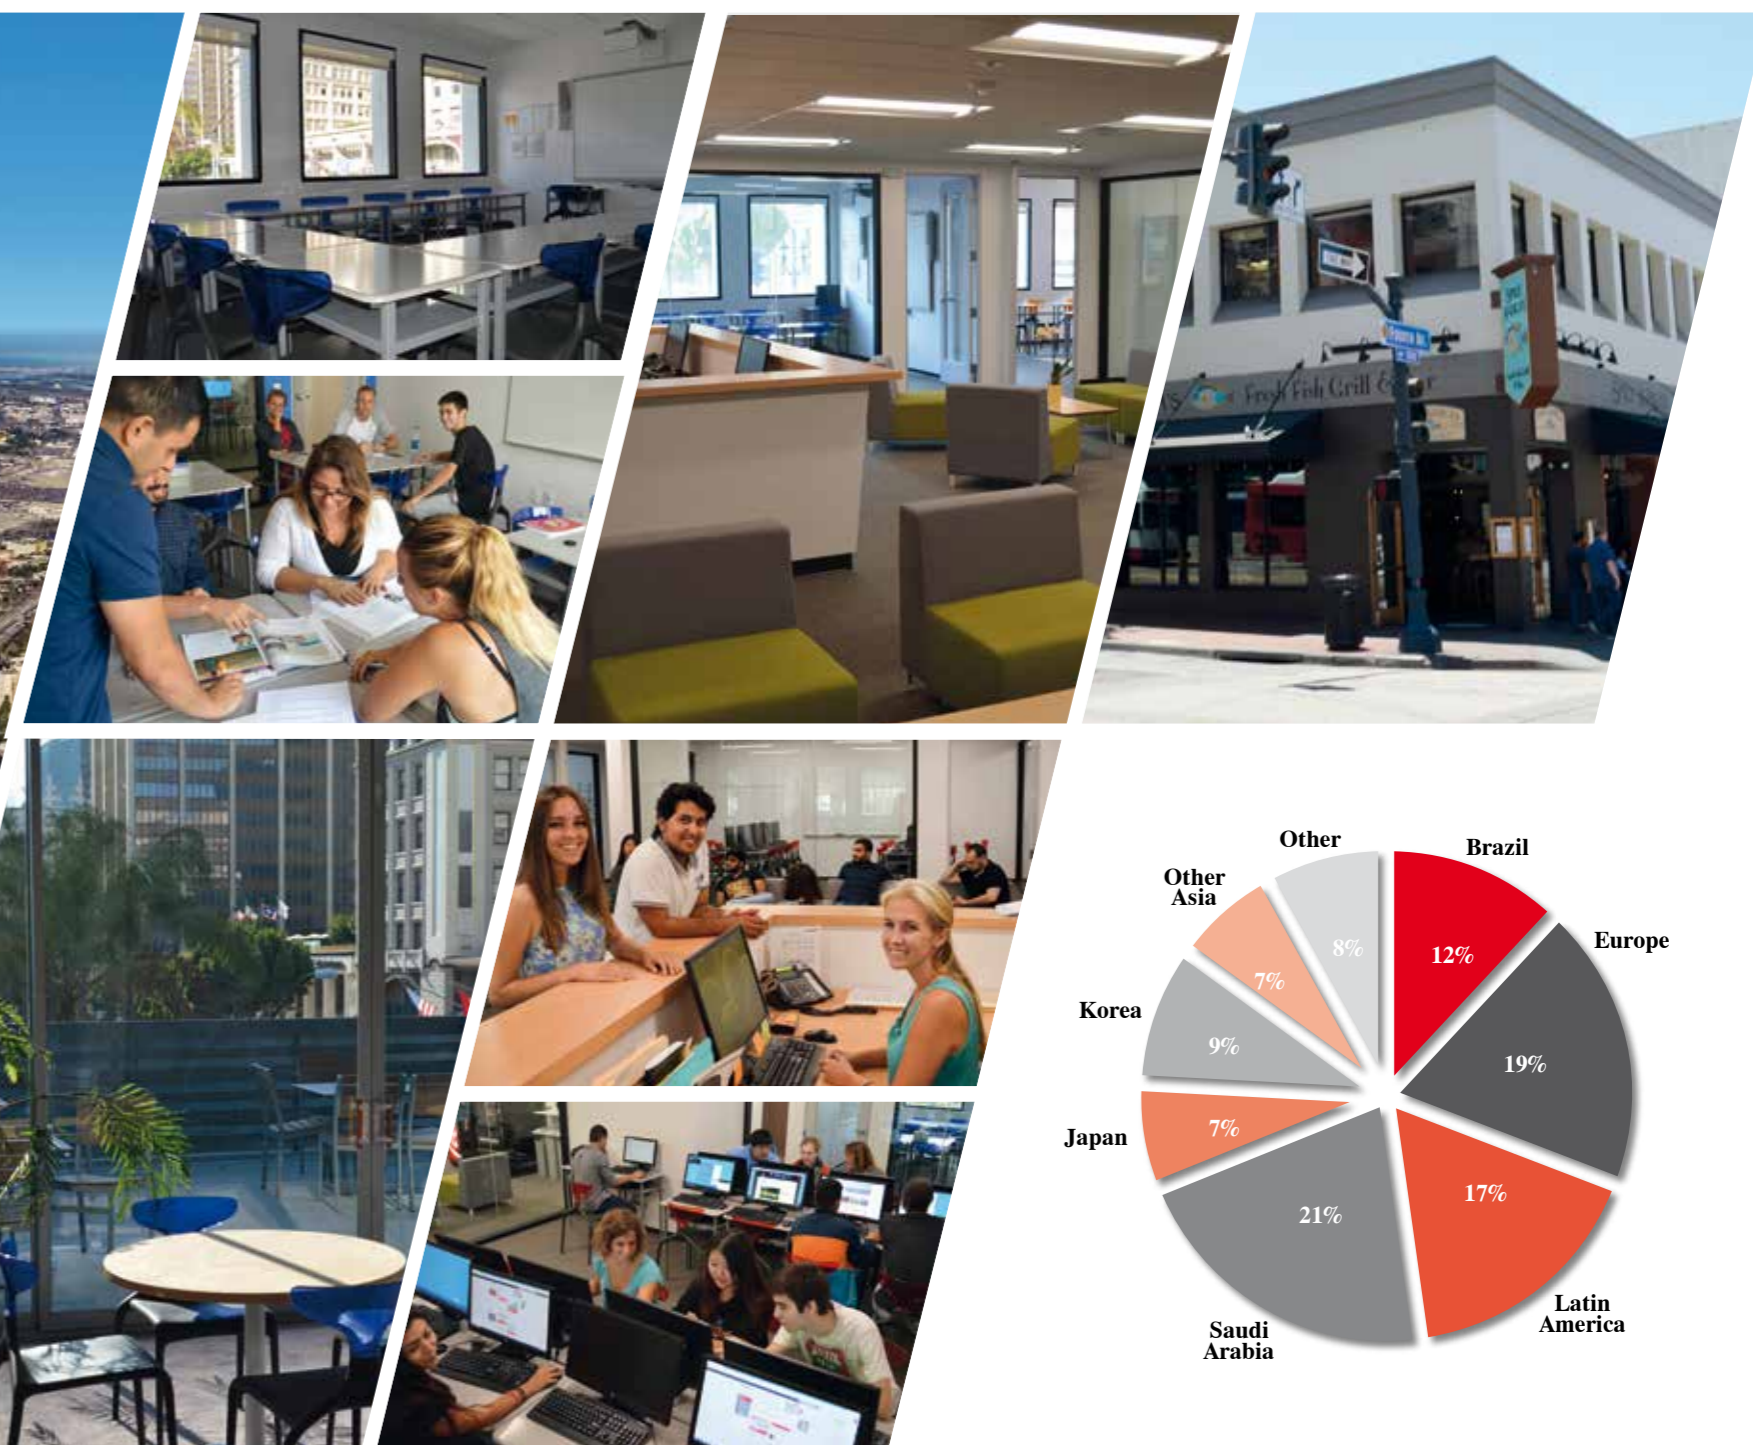 Fresh Fish Grill &
Other
Brazil
Other
Asia
Europe
8%
12%
7%
Korea
9%
19%
Japan
7%
17%
21%
Latin
America
Saudi
Arabia